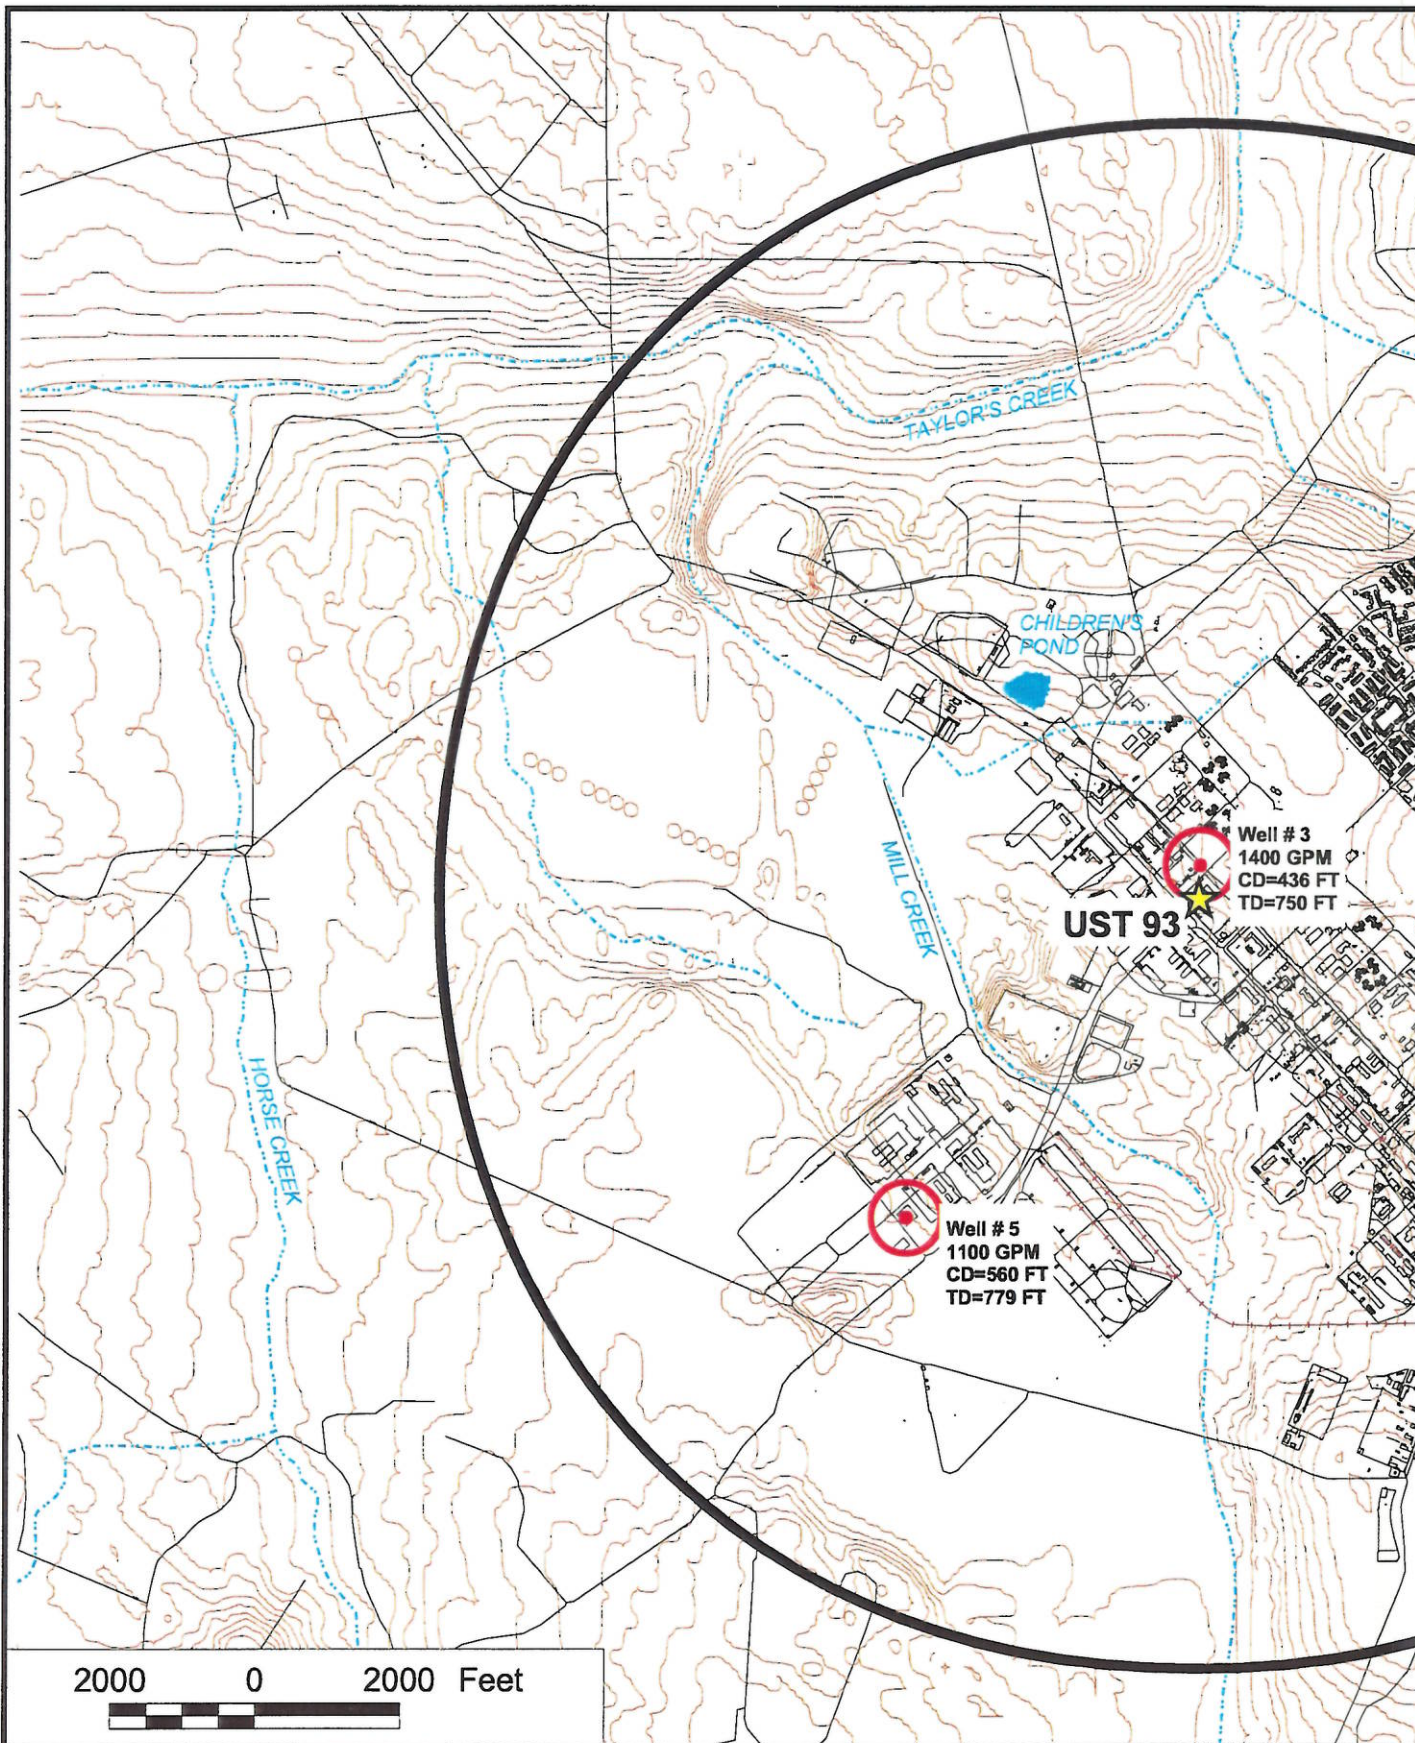 TAYLOR'S CREEK
CHILDREN'S
POND
Well # 3
1400 GPM
CD=436 FT
TD=750 FT
UST 93
MILL CREEK
HORSE CREEK
Well # 5
1100 GPM
CD=560 FT
TD=779 FT
2000 0 2000 Feet